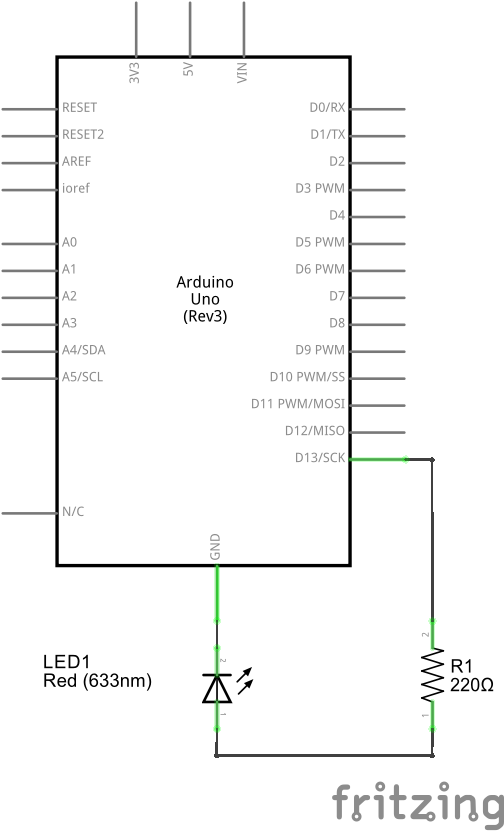 3V3
5V
VIN
RESET
RESET2
AREF
ioref
A0
A1
A2
A3
A4/SDA
A5/SCL
N/C
Arduino
Uno
(Rev3)
D0/RX
D1/TX
D2
D3 PWM
D4
D5 PWM
D6 PWM
D7
D8
D9 PWM
D10 PWM/SS
D11 PWM/MOSI
D12/MISO
D13/SCK
GND
LED1
Red (633nm)
2
1
2
R1
220Ω
1
fritzing